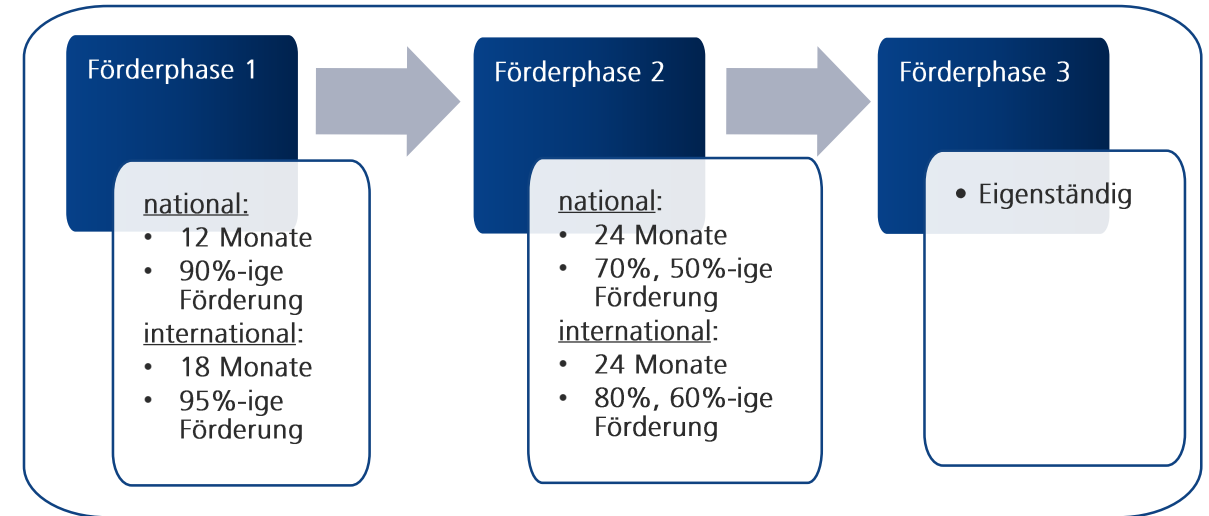 Förderphase 1
national:
• 12 Monate
• 90%-ige
Förderung
international:
• 18 Monate
• 95%-ige
Förderung
Förderphase 2
national:
• 24 Monate
• 70%, 50%-ige
Förderung
international:
• 24 Monate
• 80%, 60%-ige
Förderung
Förderphase 3
• Eigenständig